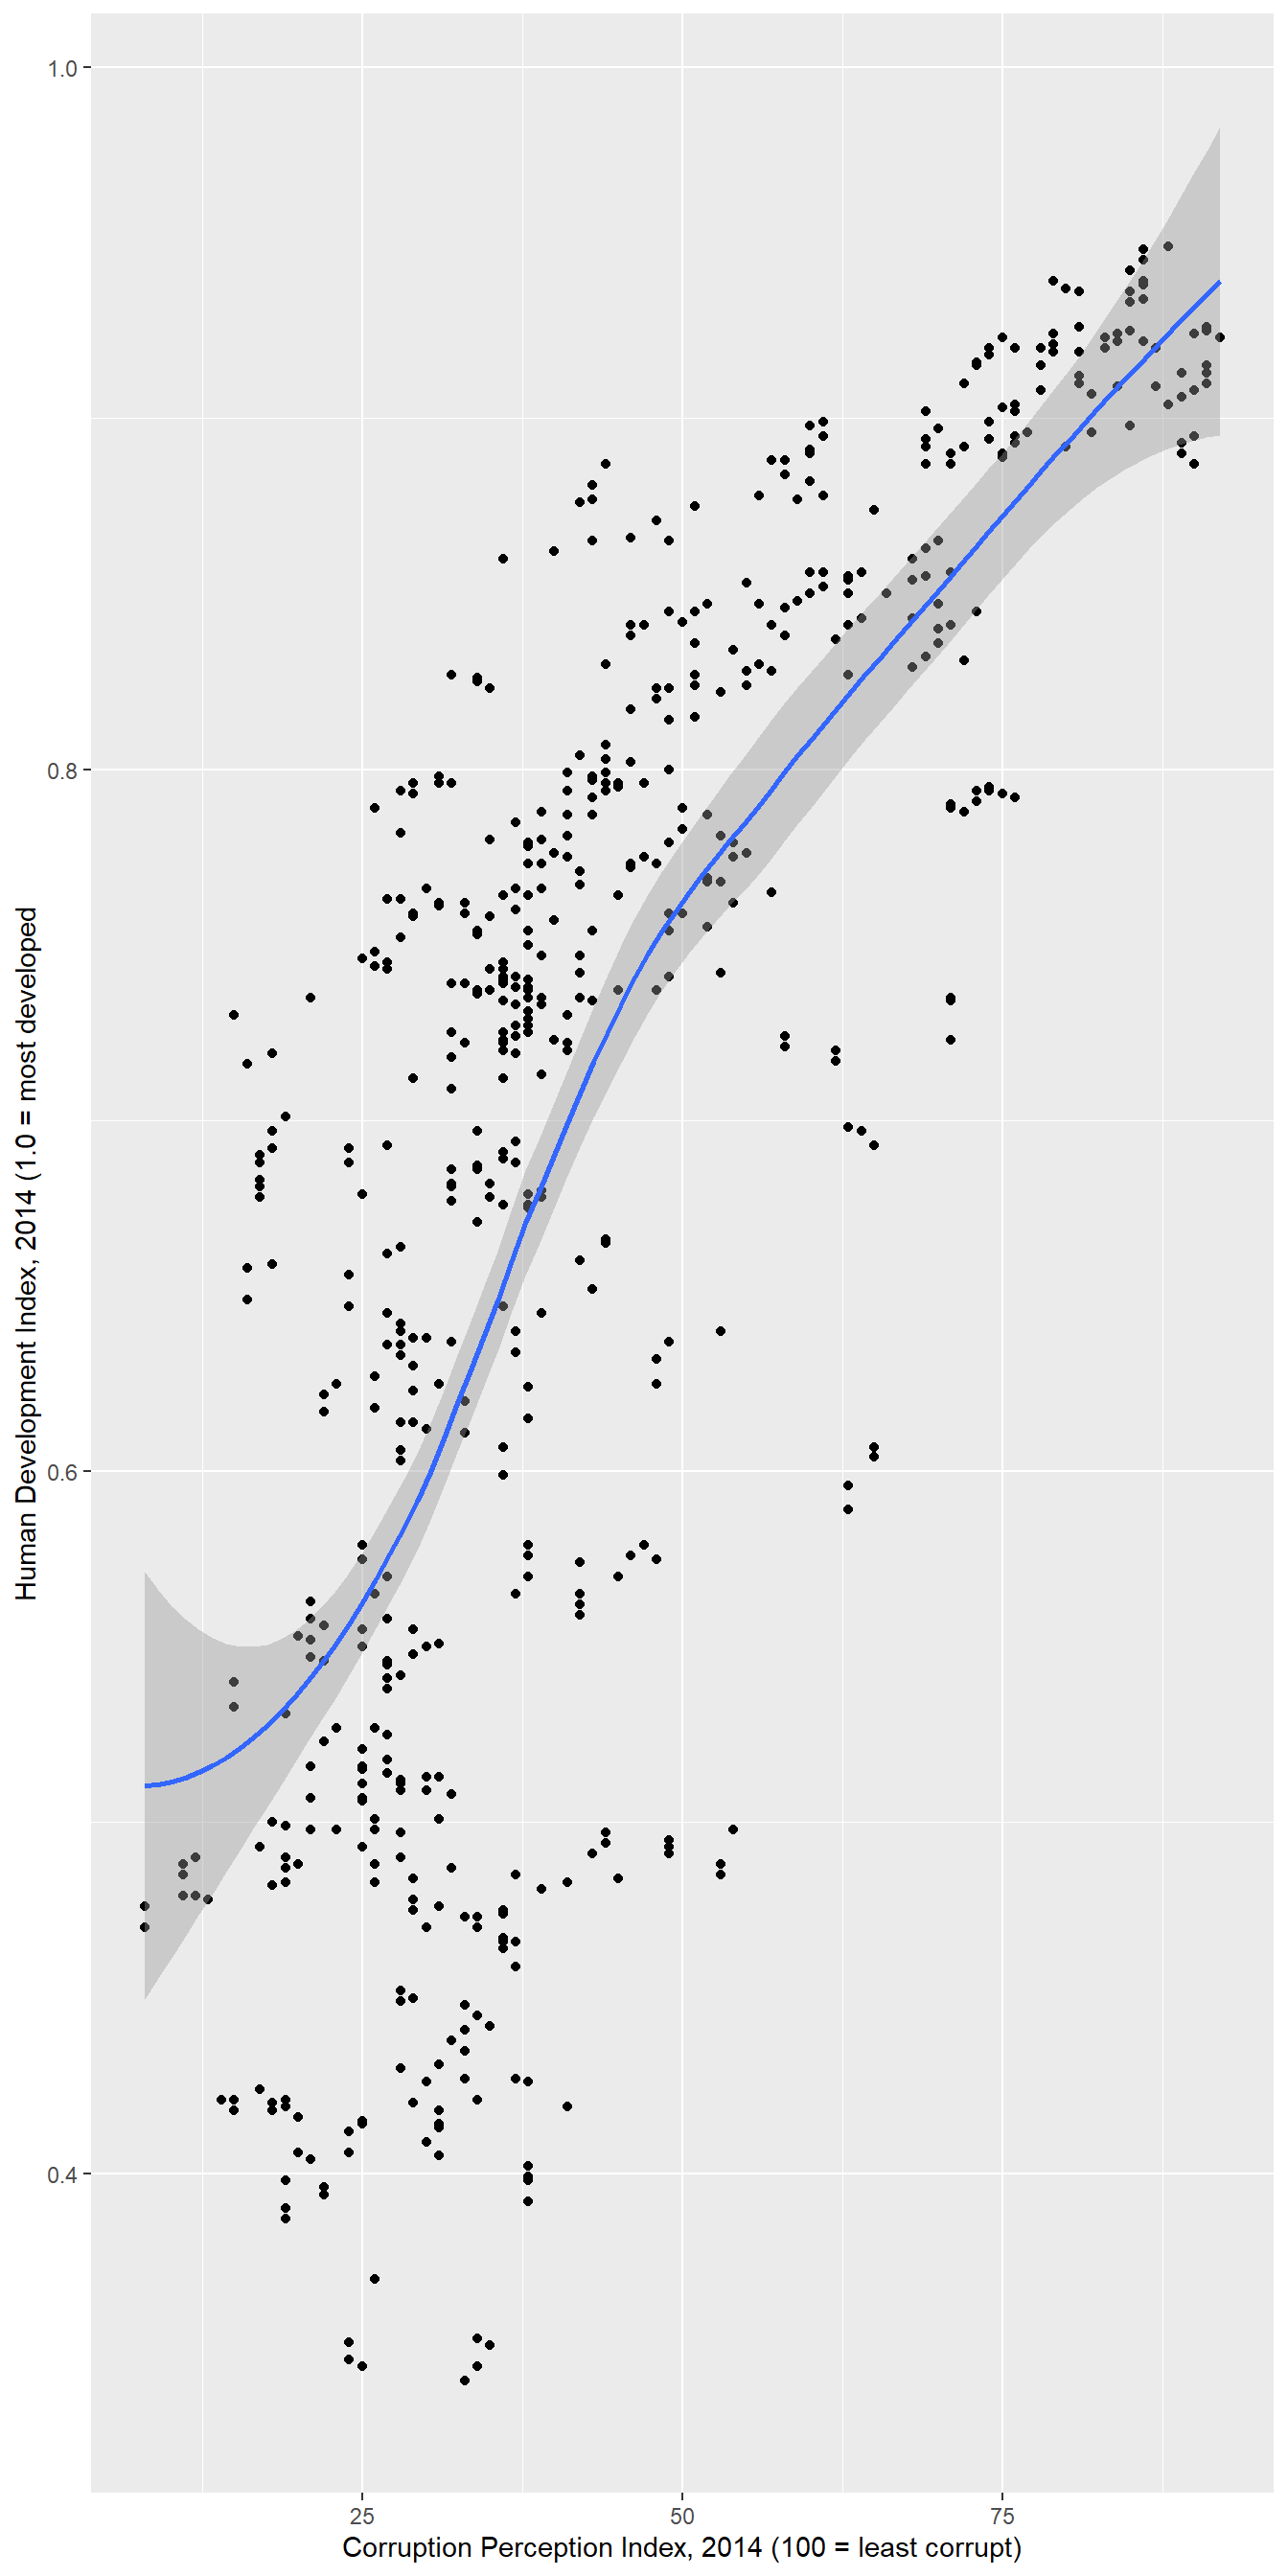 1.0
0.8
0.6
0.4
Human Development Index, 2014 (1.0 = most developed
25 50 75
Corruption Perception Index, 2014 (100 = least corrupt)